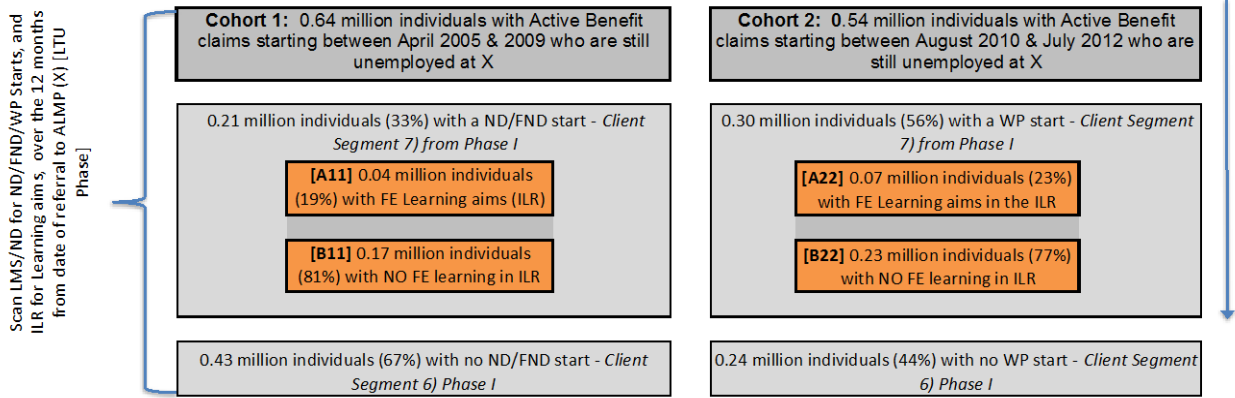 Scan LMS/ND for ND/FND/WP Starts, and
ILR for Learning aims, over the 12 months
from date of referral to ALMP (X) [LTU
Phase]
Cohort 1: 0.64 million individuals with Active Benefit
claims starting between April 2005 & 2009 who are still
unemployed at X
0.21 million individuals (33%) with a ND/FND start - Client
Segment 7) from Phase I
[A11] 0.04 million individuals
(19%) with FE Learning aims (ILR)
[B11] 0.17 million individuals
(81%) with NO FE learning in ILR
0.43 million individuals (67%) with no ND/FND start - Client
Segment 6) Phase I
Cohort 2: 0.54 million individuals with Active Benefit
claims starting between August 2010 & July 2012 who are
still unemployed at X
0.30 million individuals (56%) with a WP start - Client Segment
7) from Phase I
[A22] 0.07 million individuals (23%)
with FE Learning aims in the ILR
[B22] 0.23 million individuals (77%)
with NO FE learning in ILR
0.24 million individuals (44%) with no WP start - Client Segment
6) Phase I